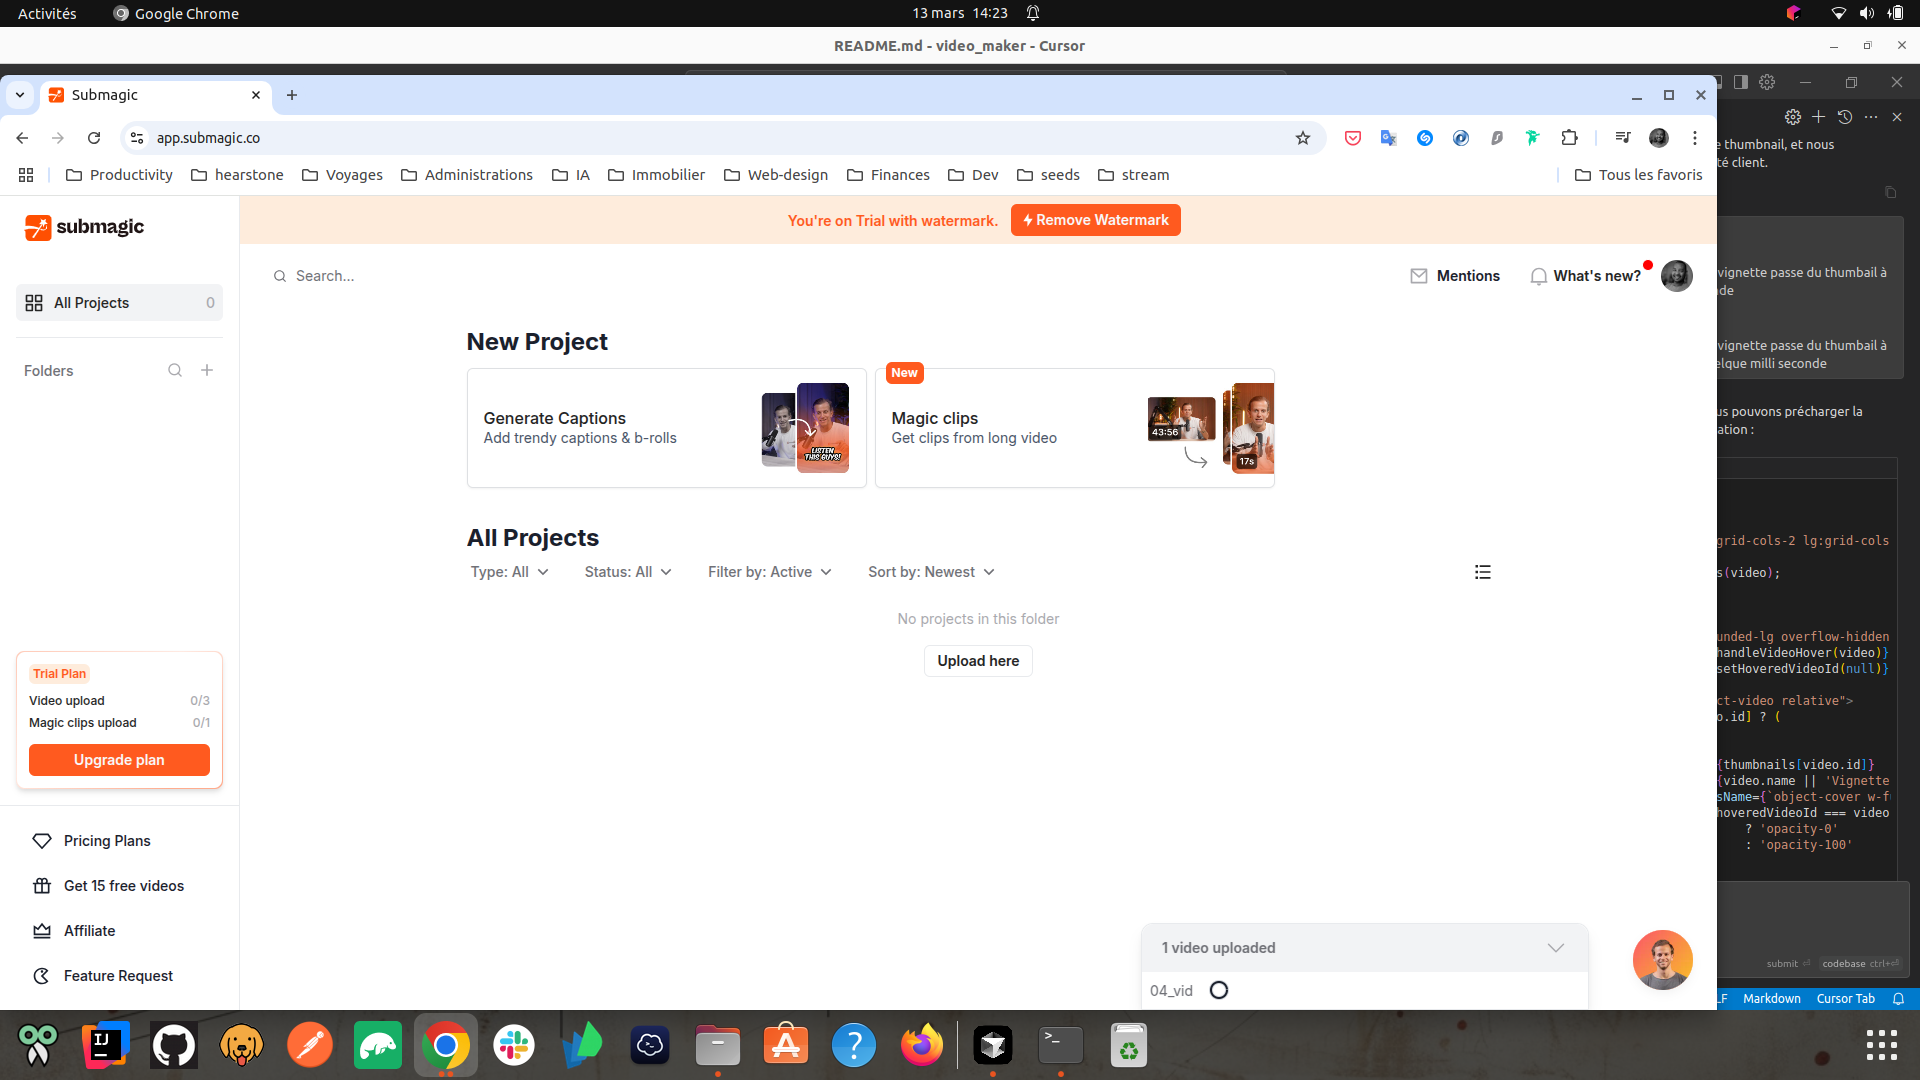 Activités
Google Chrome
13 mars 14:23
README.md - video_maker - Cursor
Submagic
app.submagic.co
Productivity
hearstone
Voyages
Administrations
IA
Immobilier
Web-design
Finances
Dev
seeds
stream
Tous les favoris
submagic
You're on Trial with watermark.
Remove Watermark
All Projects
0
Search...
Mentions
What's new?
Folders
New Project
Generate Captions
Add trendy captions & b-rolls
LISTEN
THIS GUYS!
New
Magic clips
Get clips from long video
43:56
17s
All Projects
Type: All
Status: All
Filter by: Active
Sort by: Newest
No projects in this folder
Upload here
Trial Plan
Video upload
0/3
Magic clips upload
0/1
Upgrade plan
Pricing Plans
Get 15 free videos
Affiliate
Feature Request
1 video uploaded
04_vid
e thumbnail, et nous
té client.
vignette passe du thumbail à
de
vignette passe du thumbail à
elque milli seconde
us pouvons précharger la
ation :
grid-cols-2 lg:grid-cols
s(video);
unded-lg overflow-hidden
handleVideoHover(video)}
setHoveredVideoId(null)}
ct-video relative">
o.id] ? (
{thumbnails[video.id]}
{video.name || 'Vignette
sName={`object-cover w-f
hoveredVideoId === video
? 'opacity-0'
: 'opacity-100'
submit
codebase ctrl+⏎
LF
Markdown
Cursor Tab
IJ